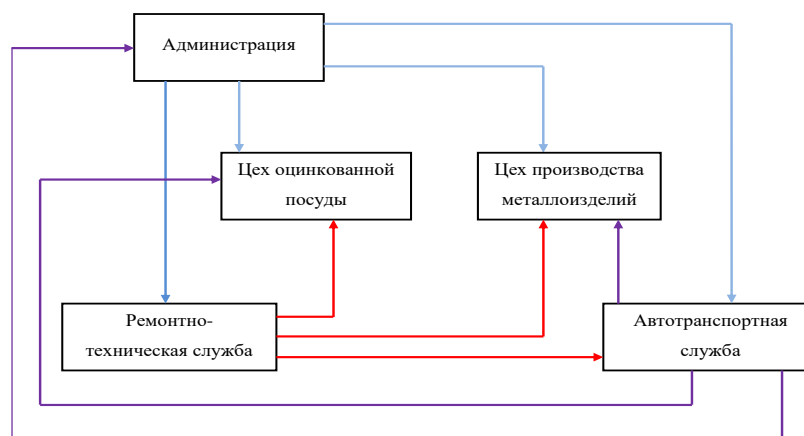 Администрация
Цех оцинкованной
посуды
Цех производства
металлоизделий
Ремонтно-
техническая служба
Автотранспортная
служба